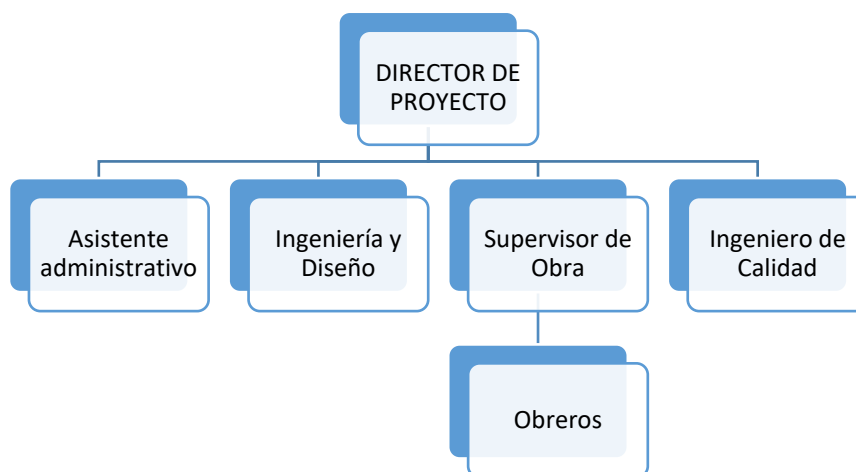 DIRECTOR DE
PROYECTO
Asistente
administrativo
Ingeniería y
Diseño
Supervisor de
Obra
Ingeniero de
Calidad
Obreros